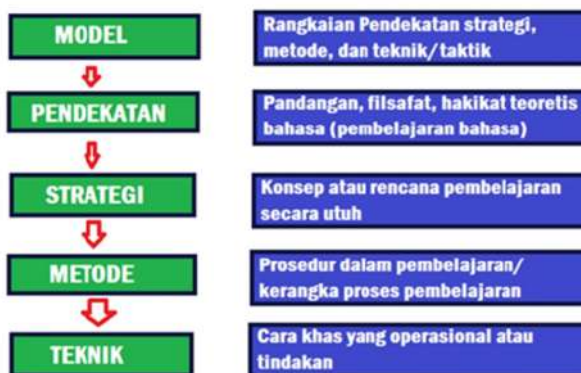 MODEL
Rangkaian Pendekatan strategi,
metode, dan teknik/taktik
PENDEKATAN
Pandangan, filsafat, hakikat teoretis
bahasa (pembelajaran bahasa)
STRATEGI
Konsep atau rencana pembelajaran
secara utuh
METODE
Prosedur dalam pembelajaran/
kerangka proses pembelajaran
TEKNIK
Cara khas yang operasional atau
tindakan